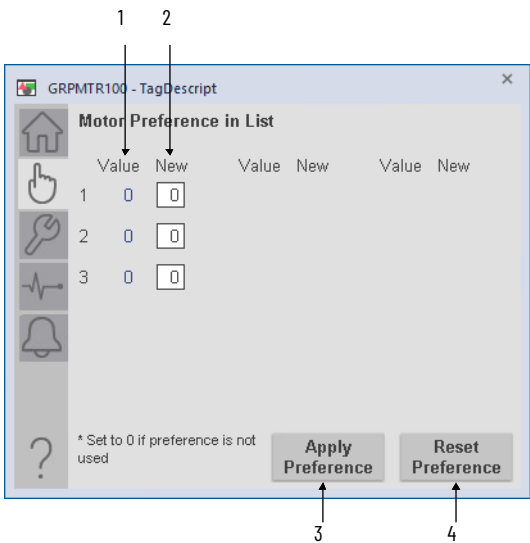 1 2
GRPMTR100 - TagDescript
Motor Preference in List
Value New Value New Value New
1 0 0
2 0 0
3 0 0
* Set to 0 if preference is not
used
Apply
Preference
Reset
Preference
?
3 4